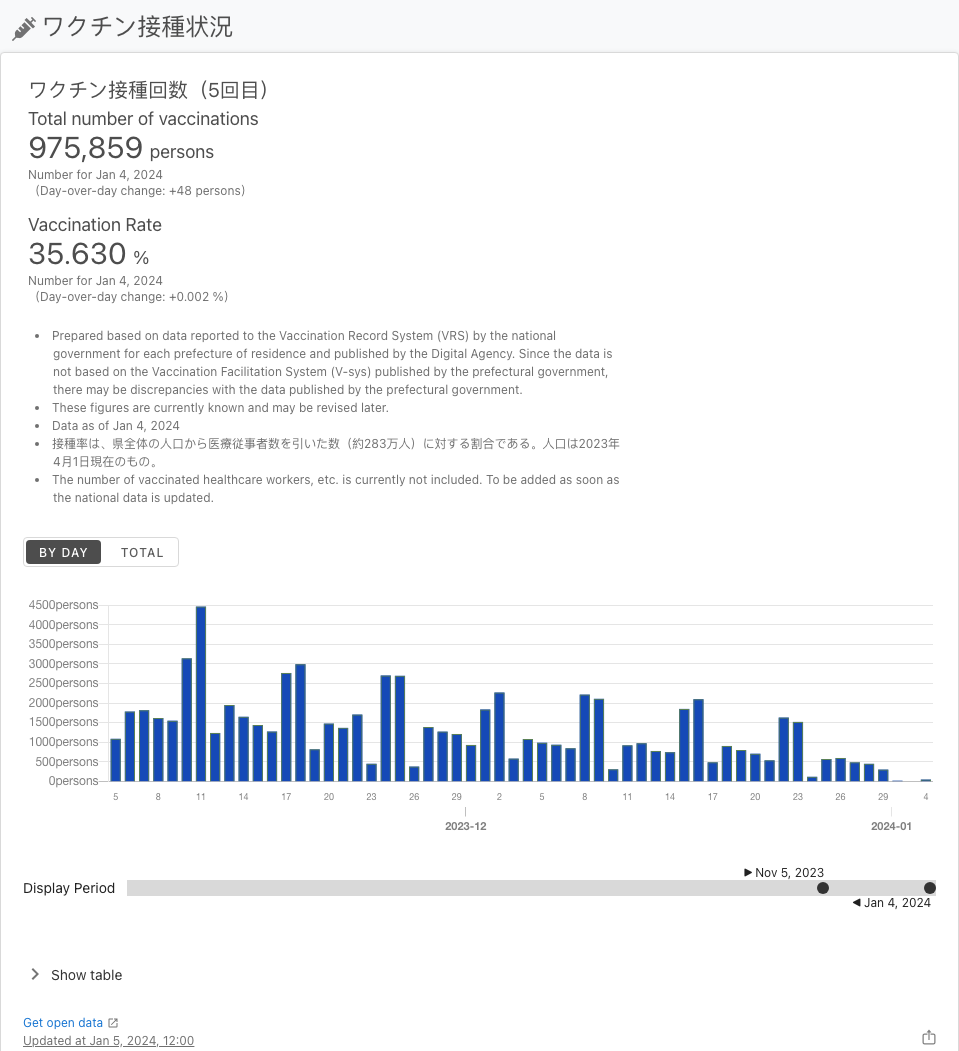 ワクチン接種状況
ワクチン接種回数（5回目）
Total number of vaccinations
975,859 persons
Number for Jan 4, 2024
（Day-over-day change: +48 persons）
Vaccination Rate
35.630 %
Number for Jan 4, 2024
（Day-over-day change: +0.002 %）
• Prepared based on data reported to the Vaccination Record System (VRS) by the national
government for each prefecture of residence and published by the Digital Agency. Since the data is
not based on the Vaccination Facilitation System (V-sys) published by the prefectural government,
there may be discrepancies with the data published by the prefectural government.
• These figures are currently known and may be revised later.
• Data as of Jan 4, 2024
• 接種率は、県全体の人口から医療従事者数を引いた数（約283万人）に対する割合である。人口は2023年
4月1日現在のもの。
• The number of vaccinated healthcare workers, etc. is currently not included. To be added as soon as
the national data is updated.
BY DAY TOTAL
4500persons
4000persons
3500persons
3000persons
2500persons
2000persons
1500persons
1000persons
500persons
0persons
5 8 11 14 17 20 23 26 29 2 5 8 11 14 17 20 23 26 29 4
2023-12 2024-01
Nov 5, 2023
Display Period
Jan 4, 2024
Show table
Get open data
Updated at Jan 5, 2024, 12:00